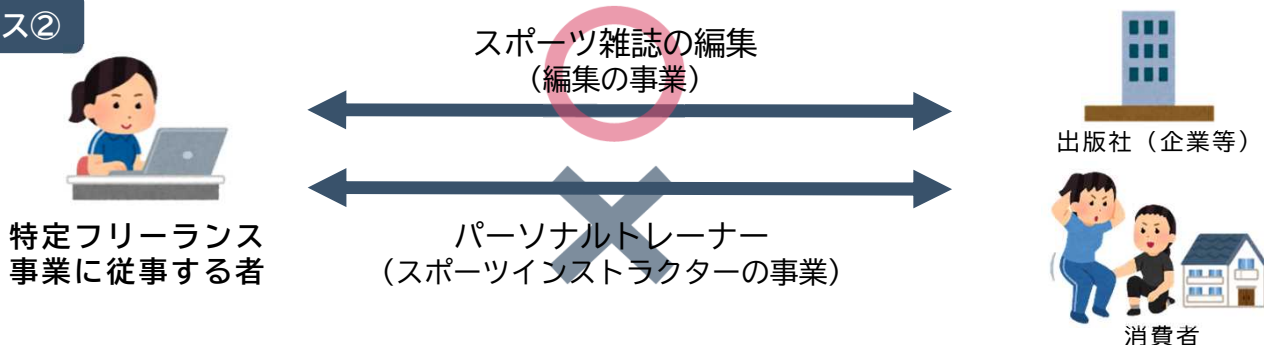 ス②
スポーツ雑誌の編集
（編集の事業）
出版社（企業等）
特定フリーランス
事業に従事する者
パーソナルトレーナー
（スポーツインストラクターの事業）
消費者